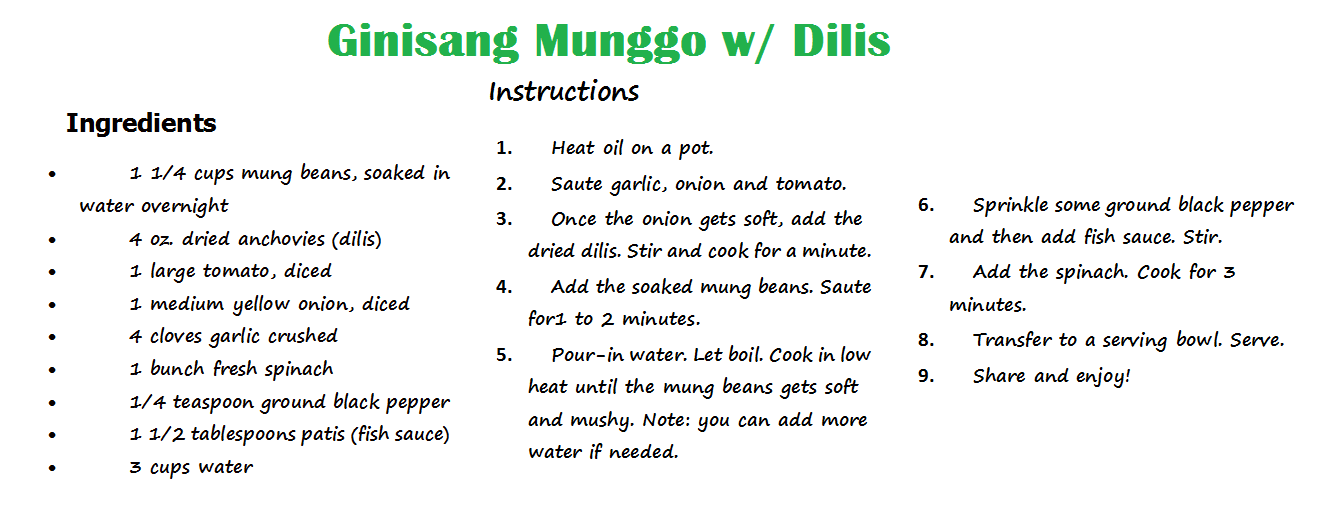 Ginisang Munggo w/ Dilis
Ingredients
• 1 1/4 cups mung beans, soaked in
water overnight
• 4 oz. dried anchovies (dilis)
• 1 large tomato, diced
• 1 medium yellow onion, diced
• 4 cloves garlic crushed
• 1 bunch fresh spinach
• 1/4 teaspoon ground black pepper
• 1 1/2 tablespoons patis (fish sauce)
• 3 cups water
Instructions
1. Heat oil on a pot.
2. Saute garlic, onion and tomato.
3. Once the onion gets soft, add the
dried dilis. Stir and cook for a minute.
4. Add the soaked mung beans. Saute
for1 to 2 minutes.
5. Pour-in water. Let boil. Cook in low
heat until the mung beans gets soft
and mushy. Note: you can add more
water if needed.
6. Sprinkle some ground black pepper
and then add fish sauce. Stir.
7. Add the spinach. Cook for 3
minutes.
8. Transfer to a serving bowl. Serve.
9. Share and enjoy!